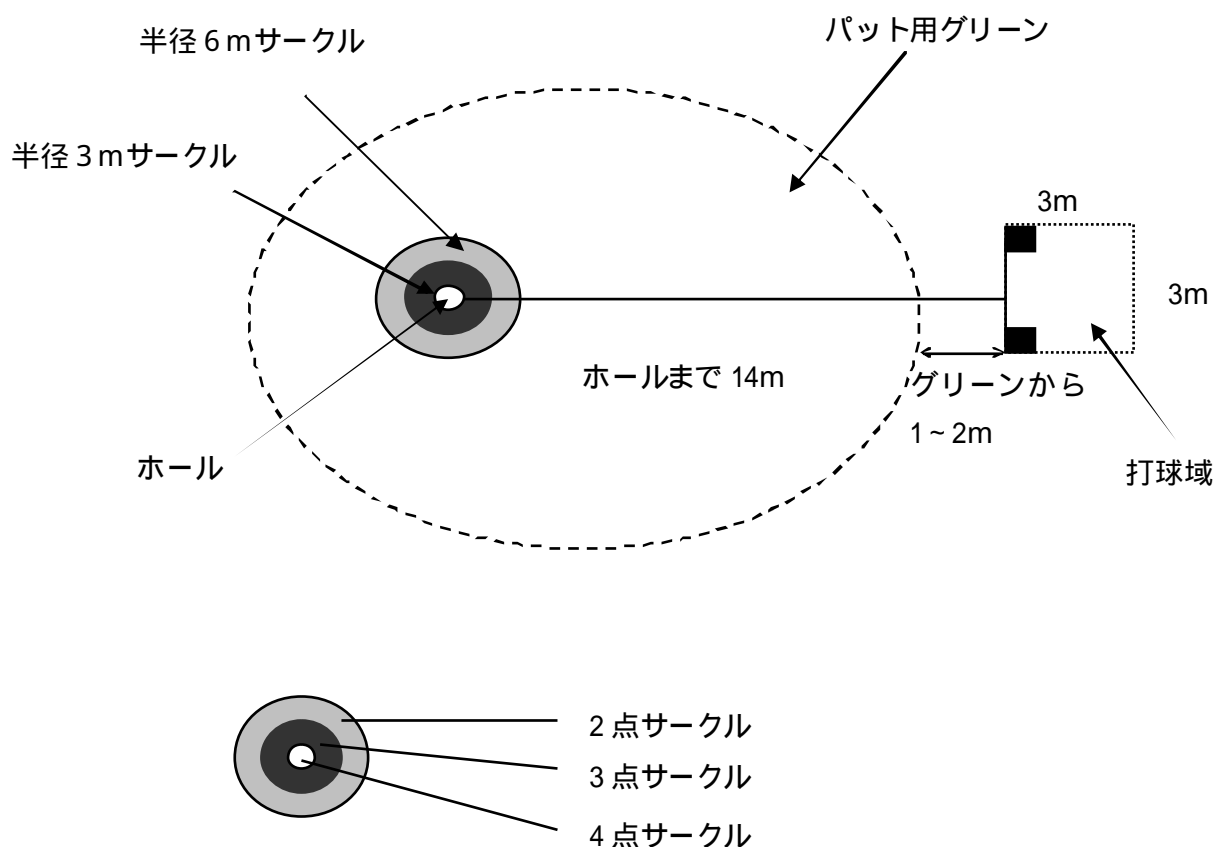 半径 6 mサークル
パット用グリーン
半径 3 mサークル
3m
3m
ホールまで 14m
グリーンから
1 ~ 2m
ホール
打球域
2 点サークル
3 点サークル
4 点サークル